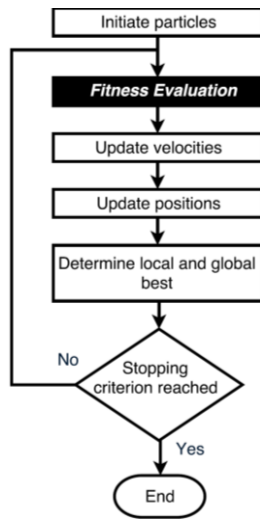 Initiate particles
Fitness Evaluation
Update velocities
Update positions
Determine local and global
best
Stopping
criterion reached
No
Yes
End